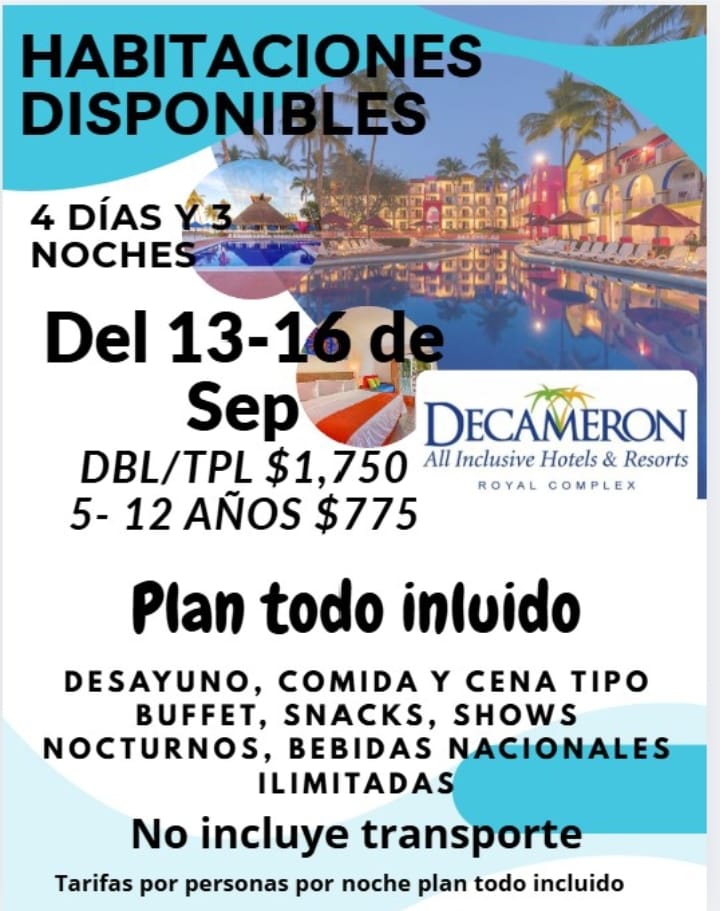 HABITACIONES
DISPONIBLES
4 DÍAS Y 3
NOCHES
Del 13-16 de
Sep
DBL/TPL $1,750
5- 12 AÑOS $775
DECAMERON
All Inclusive Hotels & Resorts
ROYAL COMPLEX
Plan todo inluido
DESAYUNO, COMIDA Y CENA TIPO
BUFFET, SNACKS, SHOWS
NOCTURNOS, BEBIDAS NACIONALES
ILIMITADAS
No incluye transporte
Tarifas por personas por noche plan todo incluido